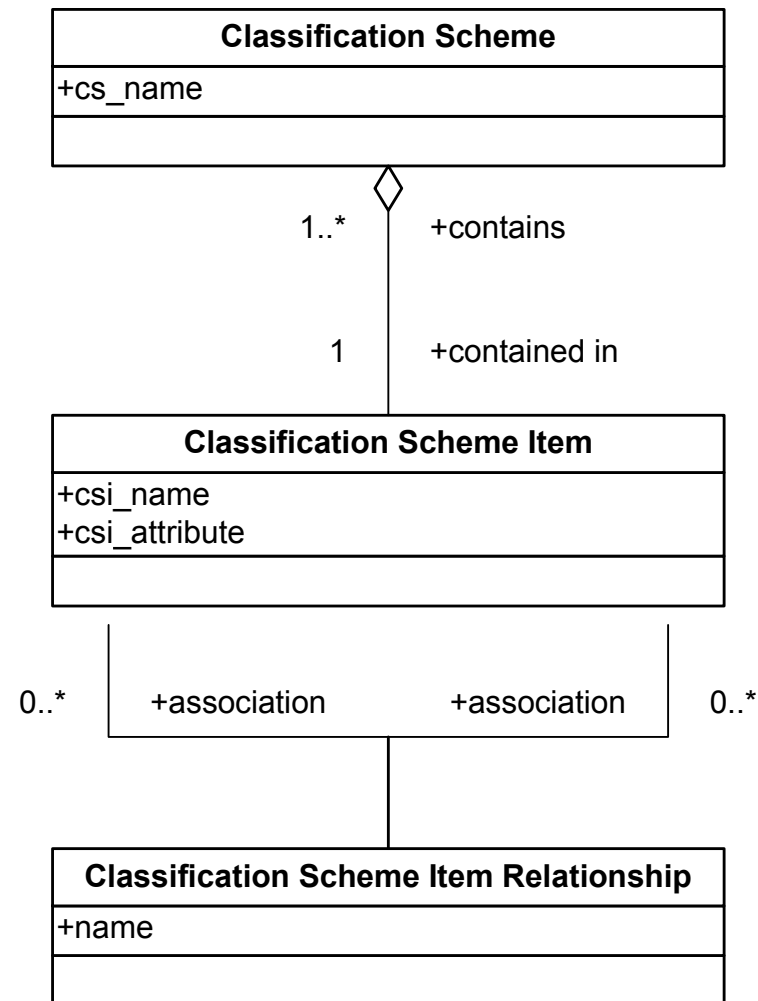 Classification Scheme
+cs_name
1..* +contains
1 +contained in
Classification Scheme Item
+csi_name
+csi_attribute
0..* +association +association 0..*
Classification Scheme Item Relationship
+name